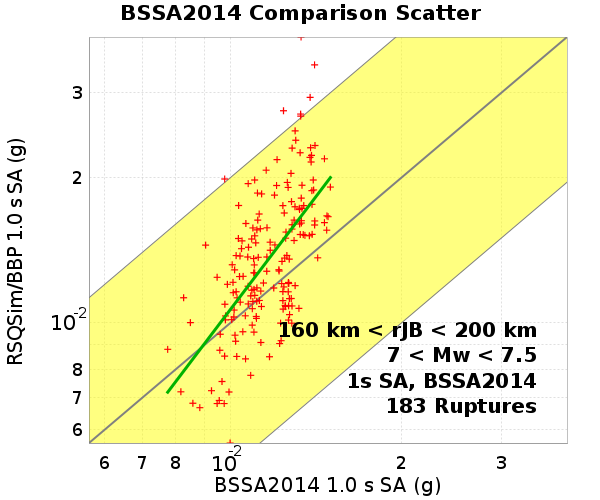 BSSA2014 Comparison Scatter
RSQSim/BBP 1.0 s SA (g)
3
2
10-2
8
7
6
160 km < rJB < 200 km
7 < Mw < 7.5
1s SA, BSSA2014
183 Ruptures
6 7 8 10-2 2 3
BSSA2014 1.0 s SA (g)